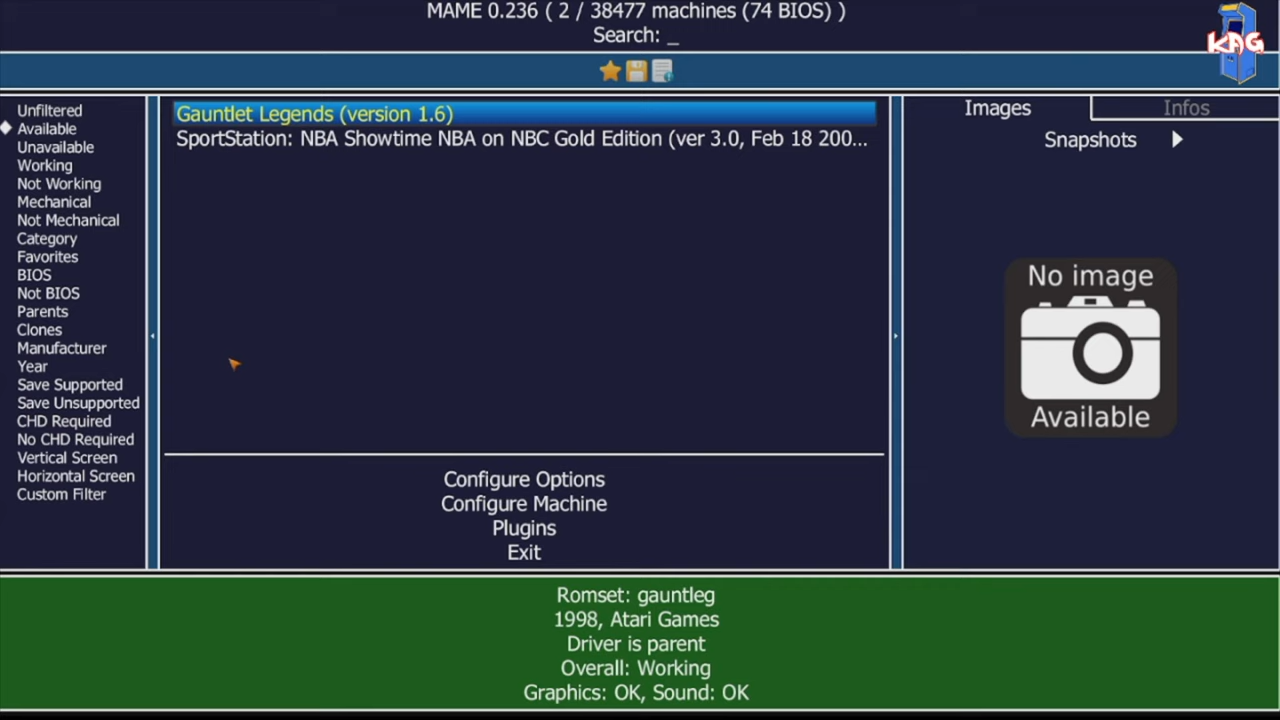 MAME 0.236 ( 2 / 38477 machines (74 BIOS) )
Search: _
KAG
Unfiltered
Available
Unavailable
Working
Not Working
Mechanical
Not Mechanical
Category
Favorites
BIOS
Not BIOS
Parents
Clones
Manufacturer
Year
Save Supported
Save Unsupported
CHD Required
No CHD Required
Vertical Screen
Horizontal Screen
Custom Filter
Gauntlet Legends (version 1.6)
SportStation: NBA Showtime NBA on NBC Gold Edition (ver 3.0, Feb 18 200...
Configure Options
Configure Machine
Plugins
Exit
Images
Infos
Snapshots
No image
Available
Romset: gauntleg
1998, Atari Games
Driver is parent
Overall: Working
Graphics: OK, Sound: OK